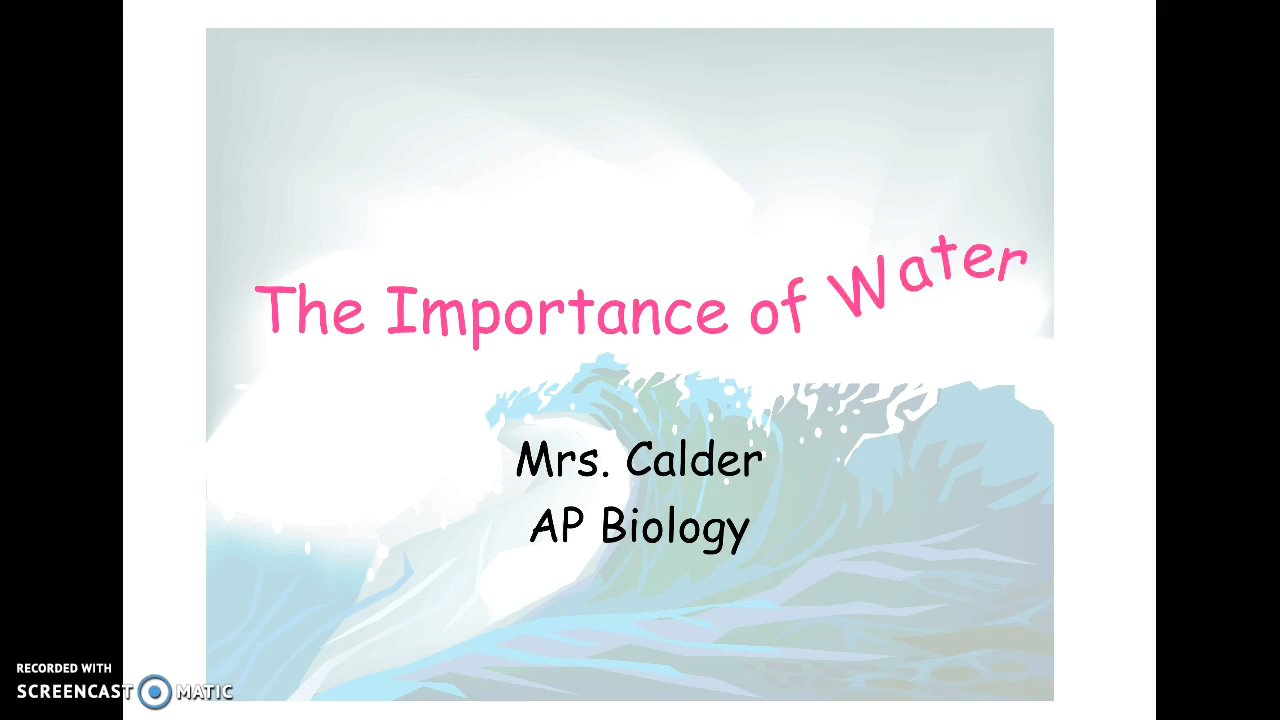 The Importance of Water
Mrs. Calder
AP Biology
RECORDED WITH
SCREENCAST MATIC